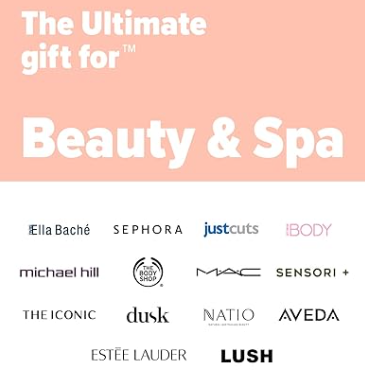 The Ultimate
gift for™
Beauty & Spa
Ella Baché SEPHORA justcuts BODY
michael hill THE BODY SHOP MAC SENSORI +
THE ICONIC dusk NATIO AVEDA
ESTĒE LAUDER LUSH